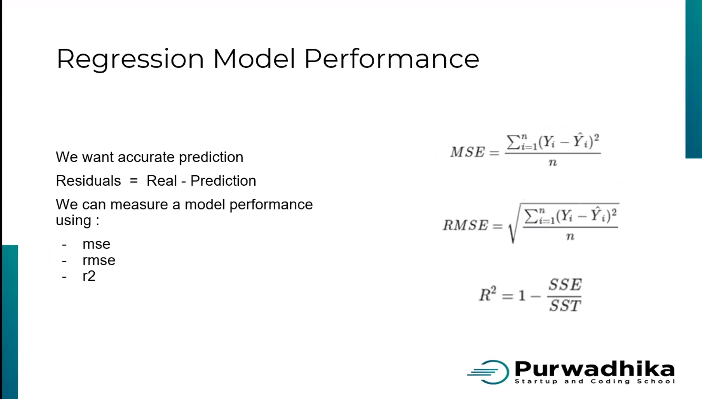 Regression Model Performance
We want accurate prediction
Residuals = Real - Prediction
We can measure a model performance
using :
- mse
- rmse
- r2
MSE = \frac{\sum_{i=1}^{n}(Y_i - \hat{Y}_i)^2}{n}
RMSE = \sqrt{\frac{\sum_{i=1}^{n}(Y_i - \hat{Y}_i)^2}{n}}
R^2 = 1 - \frac{SSE}{SST}
Purwadhika
Startup and Coding School